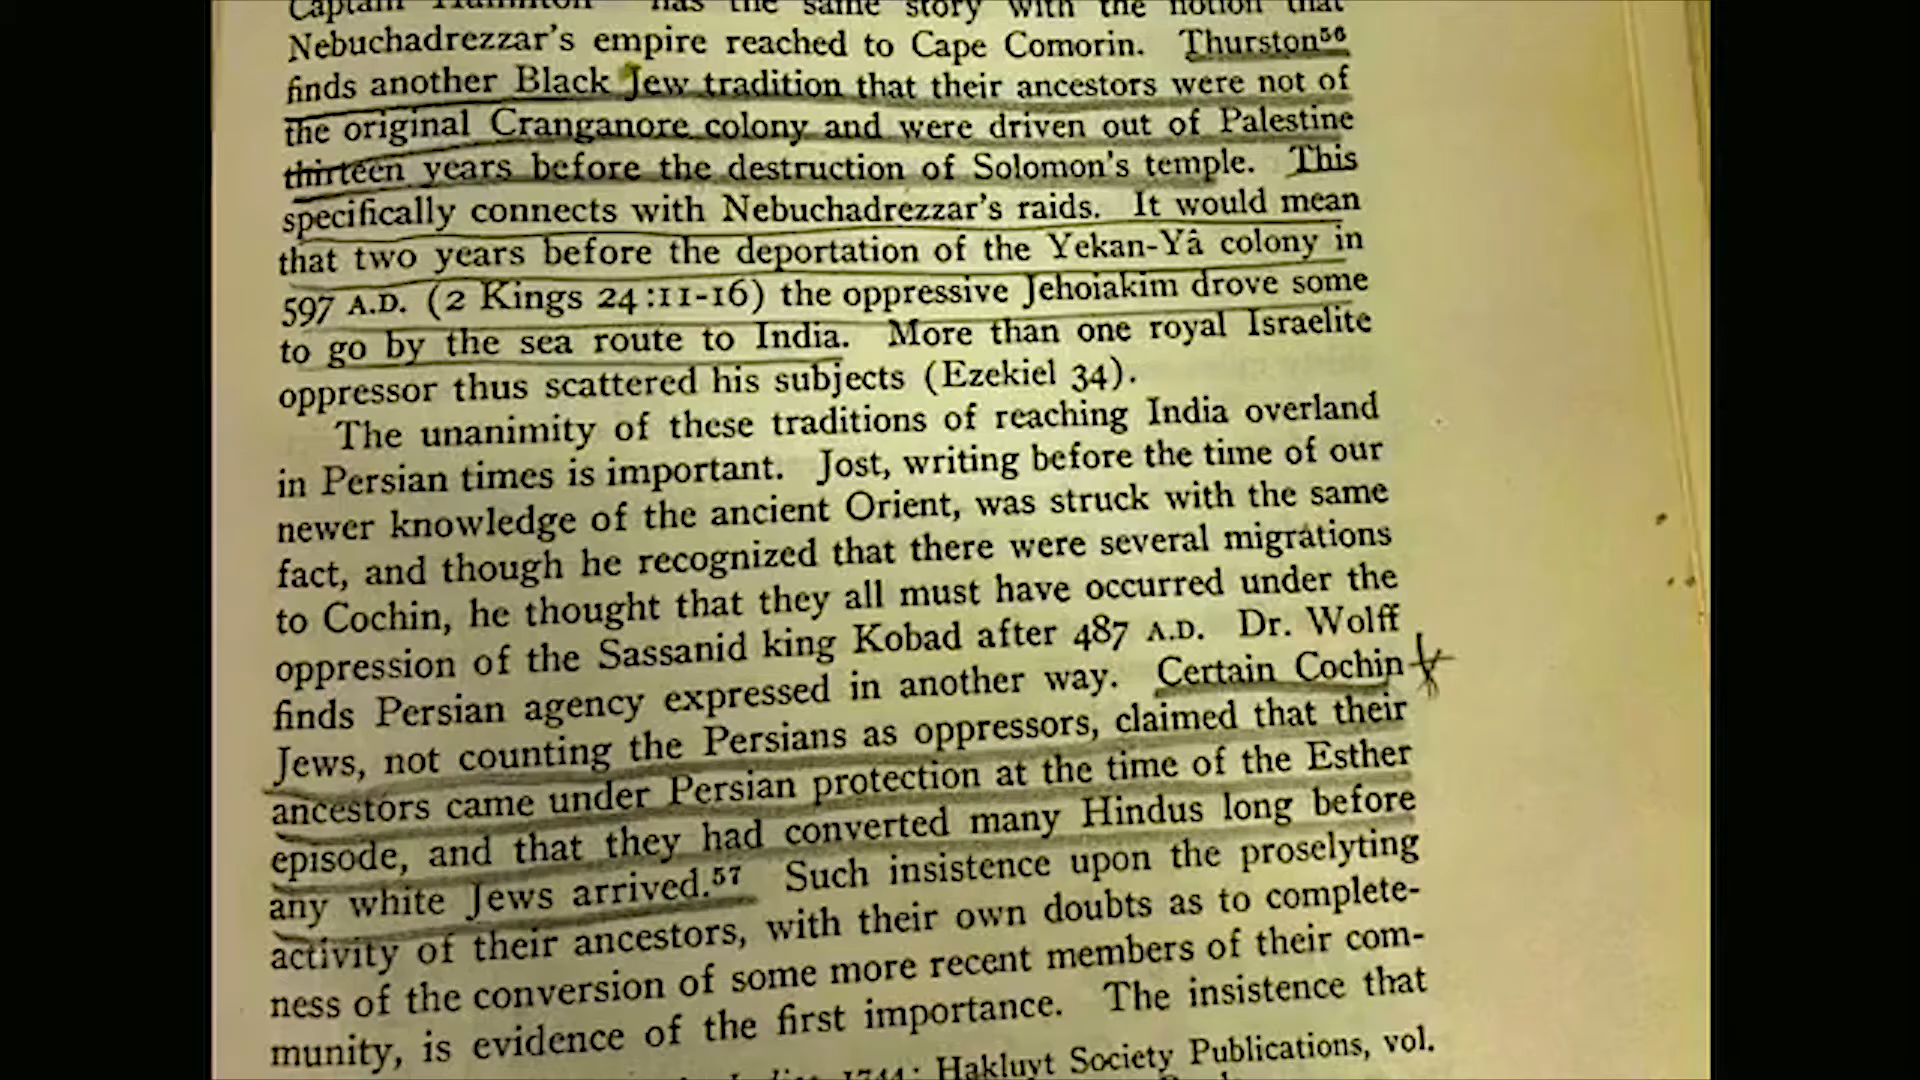 Captain Hamilton has the same story with the notion that
Nebuchadrezzar's empire reached to Cape Comorin. Thurston⁵⁶
finds another Black Jew tradition that their ancestors were not of
the original Cranganore colony and were driven out of Palestine
thirteen years before the destruction of Solomon's temple. This
specifically connects with Nebuchadrezzar's raids. It would mean
that two years before the deportation of the Yekan-Yâ colony in
597 A.D. (2 Kings 24:11-16) the oppressive Jehoiakim drove some
to go by the sea route to India. More than one royal Israelite
oppressor thus scattered his subjects (Ezekiel 34).
The unanimity of these traditions of reaching India overland
in Persian times is important. Jost, writing before the time of our
newer knowledge of the ancient Orient, was struck with the same
fact, and though he recognized that there were several migrations
to Cochin, he thought that they all must have occurred under the
oppression of the Sassanid king Kobad after 487 A.D. Dr. Wolff
finds Persian agency expressed in another way. Certain Cochin
Jews, not counting the Persians as oppressors, claimed that their
ancestors came under Persian protection at the time of the Esther
episode, and that they had converted many Hindus long before
any white Jews arrived.⁵⁷ Such insistence upon the proselyting
activity of their ancestors, with their own doubts as to complete-
ness of the conversion of some more recent members of their com-
munity, is evidence of the first importance. The insistence that
1744; Hakluyt Society Publications, vol.